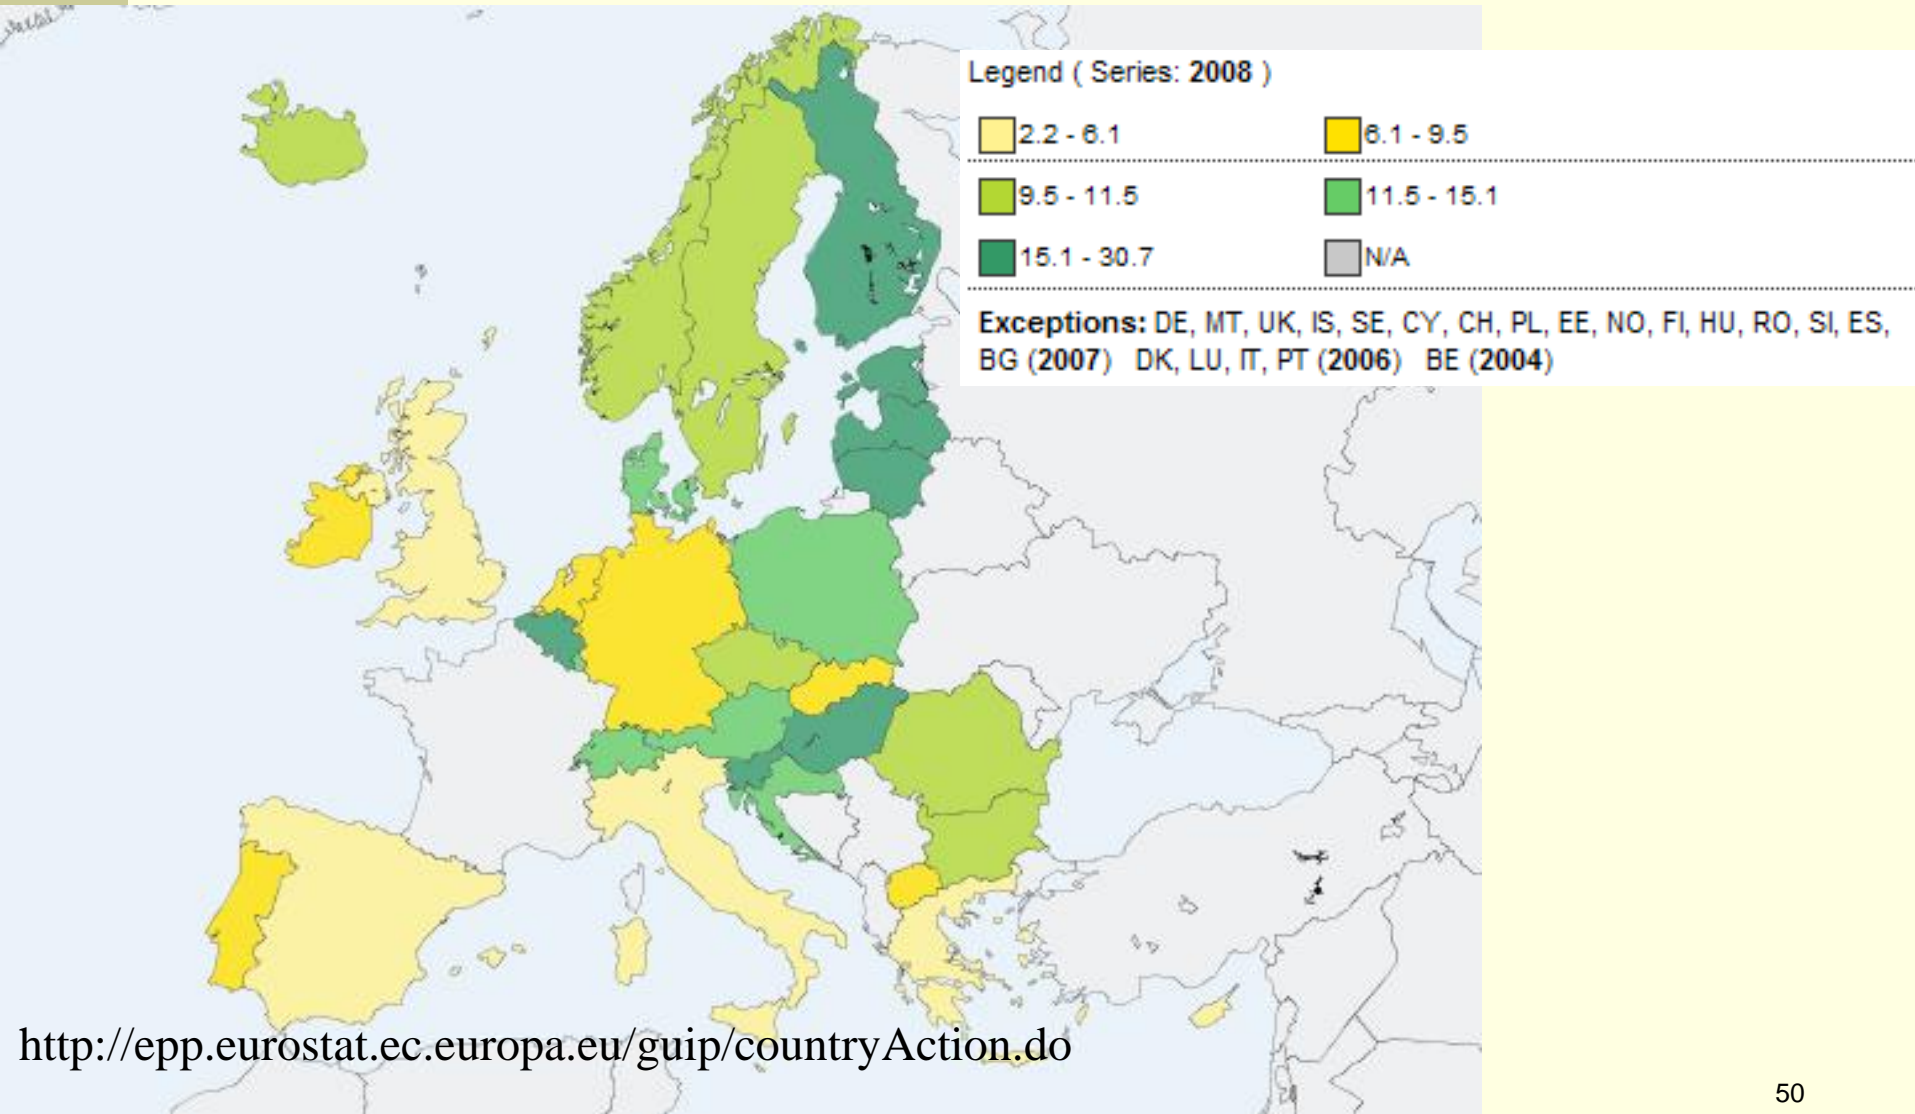 Legend ( Series: 2008 )
2.2 - 6.1 6.1 - 9.5
9.5 - 11.5 11.5 - 15.1
15.1 - 30.7 N/A
Exceptions: DE, MT, UK, IS, SE, CY, CH, PL, EE, NO, FI, HU, RO, SI, ES,
BG (2007) DK, LU, IT, PT (2006) BE (2004)
http://epp.eurostat.ec.europa.eu/guip/countryAction.do
50